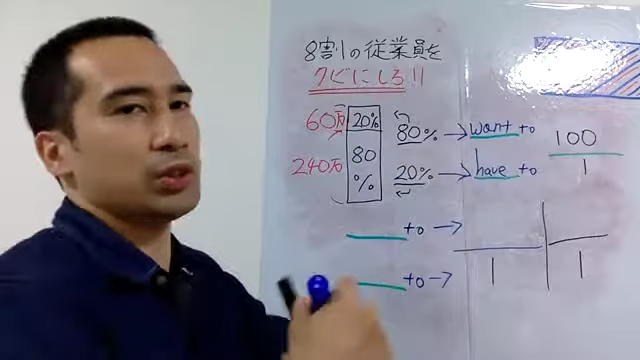 8割の従業員を
クビにしろ!!
60万 20% 80% → want to 100
240万 80% 20% → have to 1
to →
to → 1 1